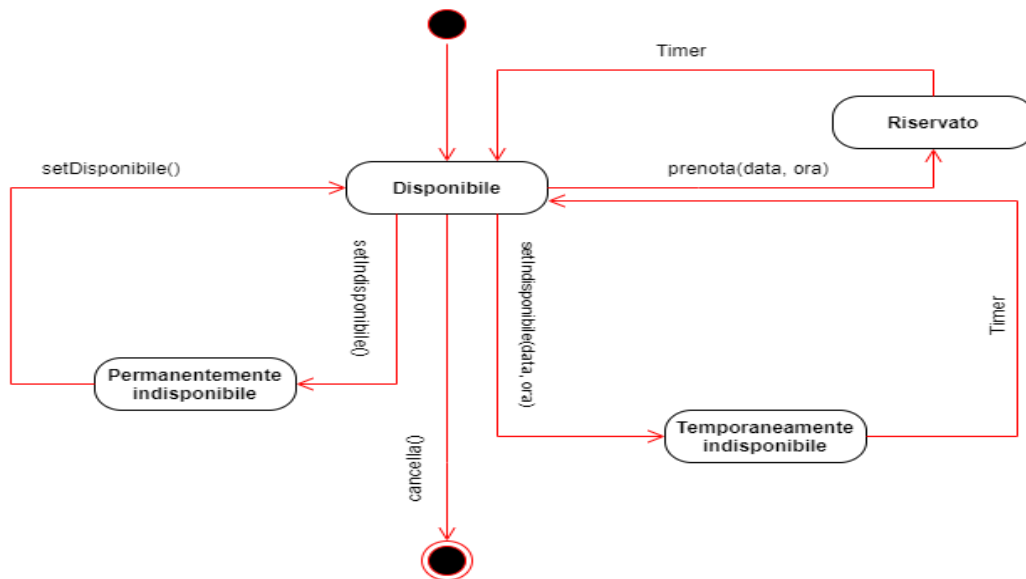 Timer
Riservato
setDisponibile()
prenota(data, ora)
Disponibile
setIndisponibile()
setIndisponibile(data, ora)
Timer
Permanentemente
indisponibile
Temporaneamente
indisponibile
cancella()